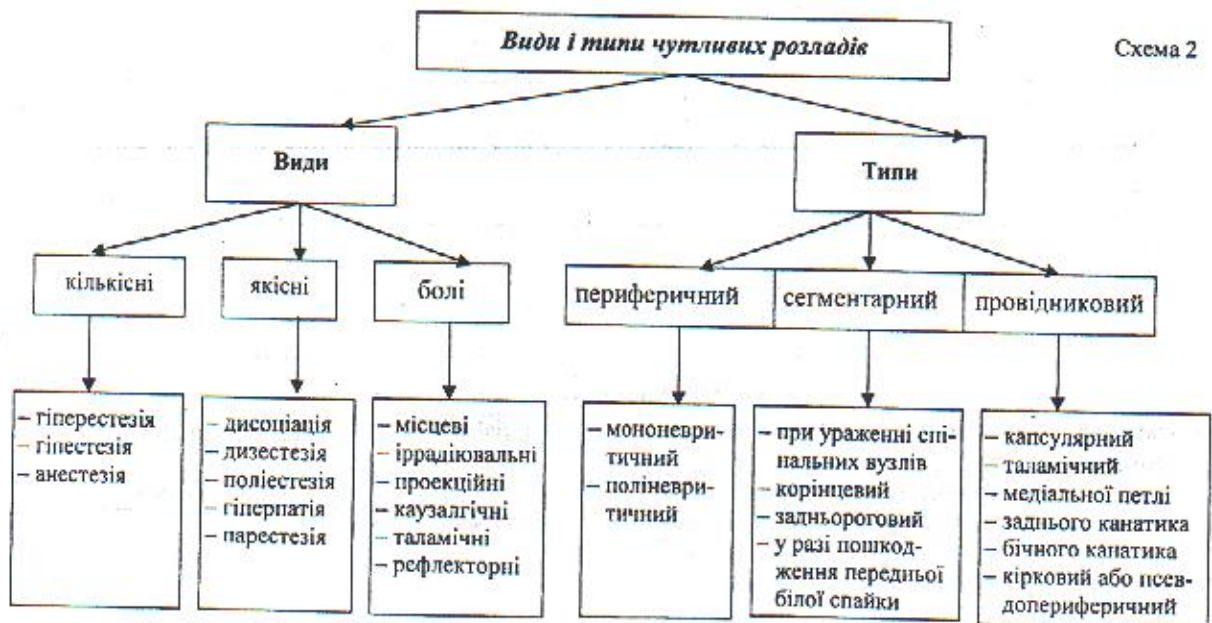 Види і типи чутливих розладів
Схема 2
Види
Типи
кількісні
якісні
болі
периферичний
сегментарний
провідниковий
– гіперестезія
– гіпестезія
– анестезія
– дисоціація
– дизестезія
– поліестезія
– гіперпатія
– парестезія
– місцеві
– іррадіювальні
– проекційні
– каузалгічні
– таламічні
– рефлекторні
– мононеври-
тичний
– поліневри-
тичний
– при ураженні спі-
нальних вузлів
– корінцевий
– задньороговий
– у разі пошкод-
ження передньої
білої спайки
– капсулярний
– таламічний
– медіальної петлі
– заднього канатика
– бічного канатика
– кірковий або псев-
допериферичний